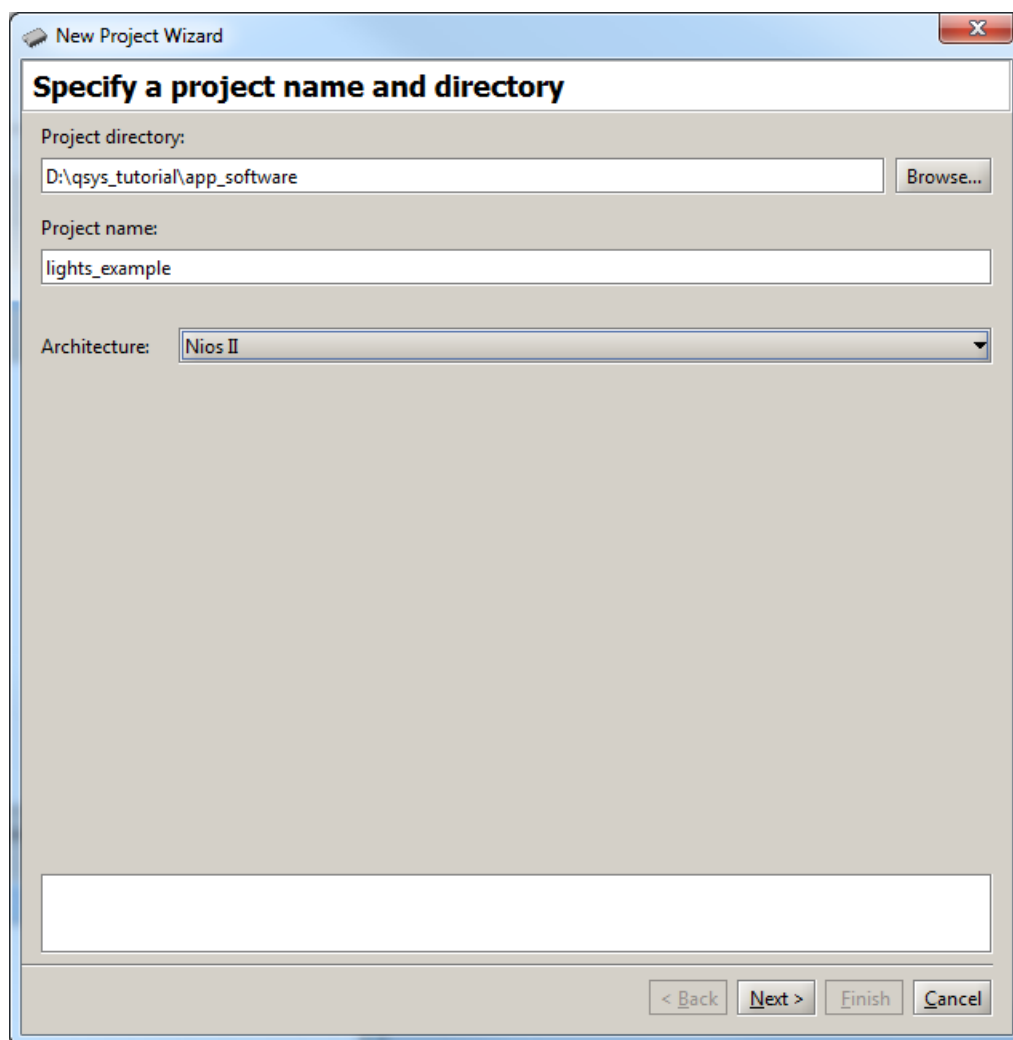 New Project Wizard
Specify a project name and directory
Project directory:
D:\qsys_tutorial\app_software
Browse...
Project name:
lights_example
Architecture:
Nios II
< Back
Next >
Finish
Cancel